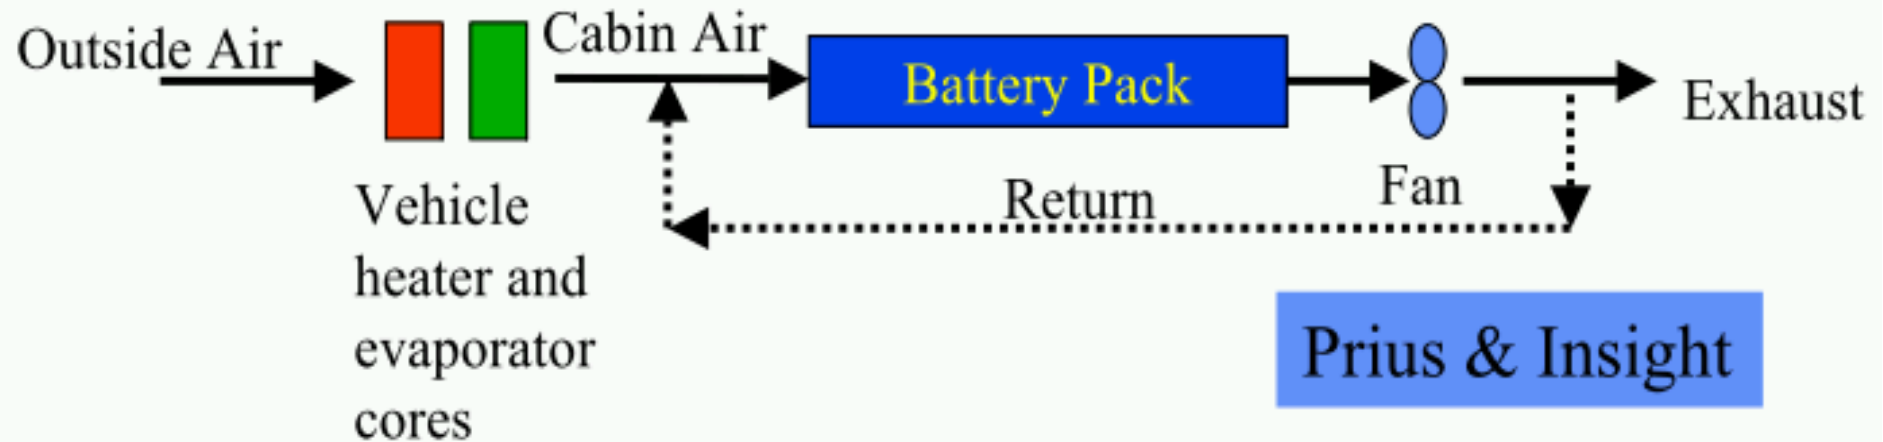 Outside Air
Cabin Air
Battery Pack
Exhaust
Fan
Return
Vehicle
heater and
evaporator
cores
Prius & Insight